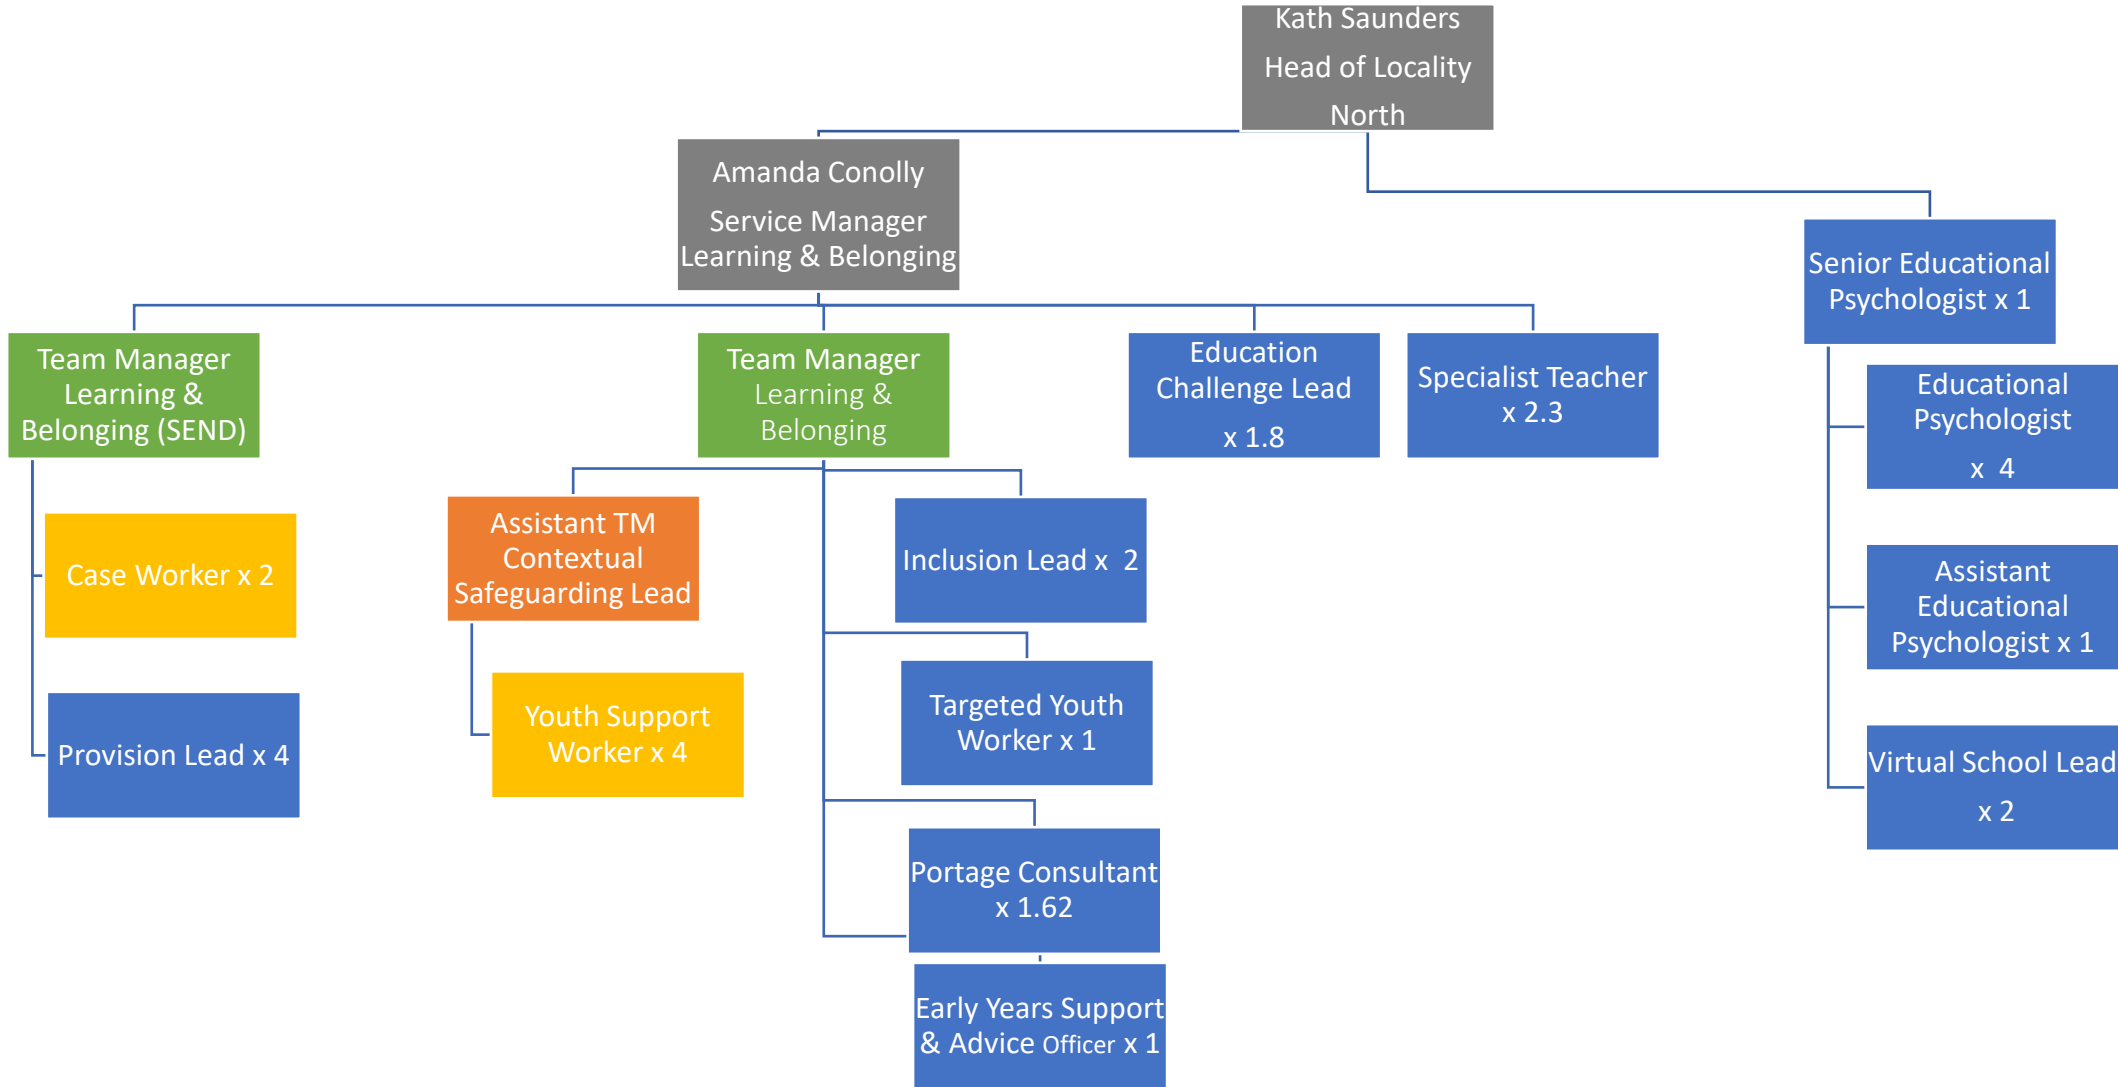 Kath Saunders
Head of Locality
North
Amanda Conolly
Service Manager
Learning & Belonging
Senior Educational
Psychologist x 1
Team Manager
Learning &
Belonging (SEND)
Team Manager
Learning &
Belonging
Education
Challenge Lead
x 1.8
Specialist Teacher
x 2.3
Educational
Psychologist
x  4
Case Worker x 2
Assistant TM
Contextual
Safeguarding Lead
Inclusion Lead x  2
Assistant
Educational
Psychologist x 1
Provision Lead x 4
Youth Support
Worker x 4
Targeted Youth
Worker x 1
Virtual School Lead
x 2
Portage Consultant
x 1.62
Early Years Support
& Advice Officer x 1